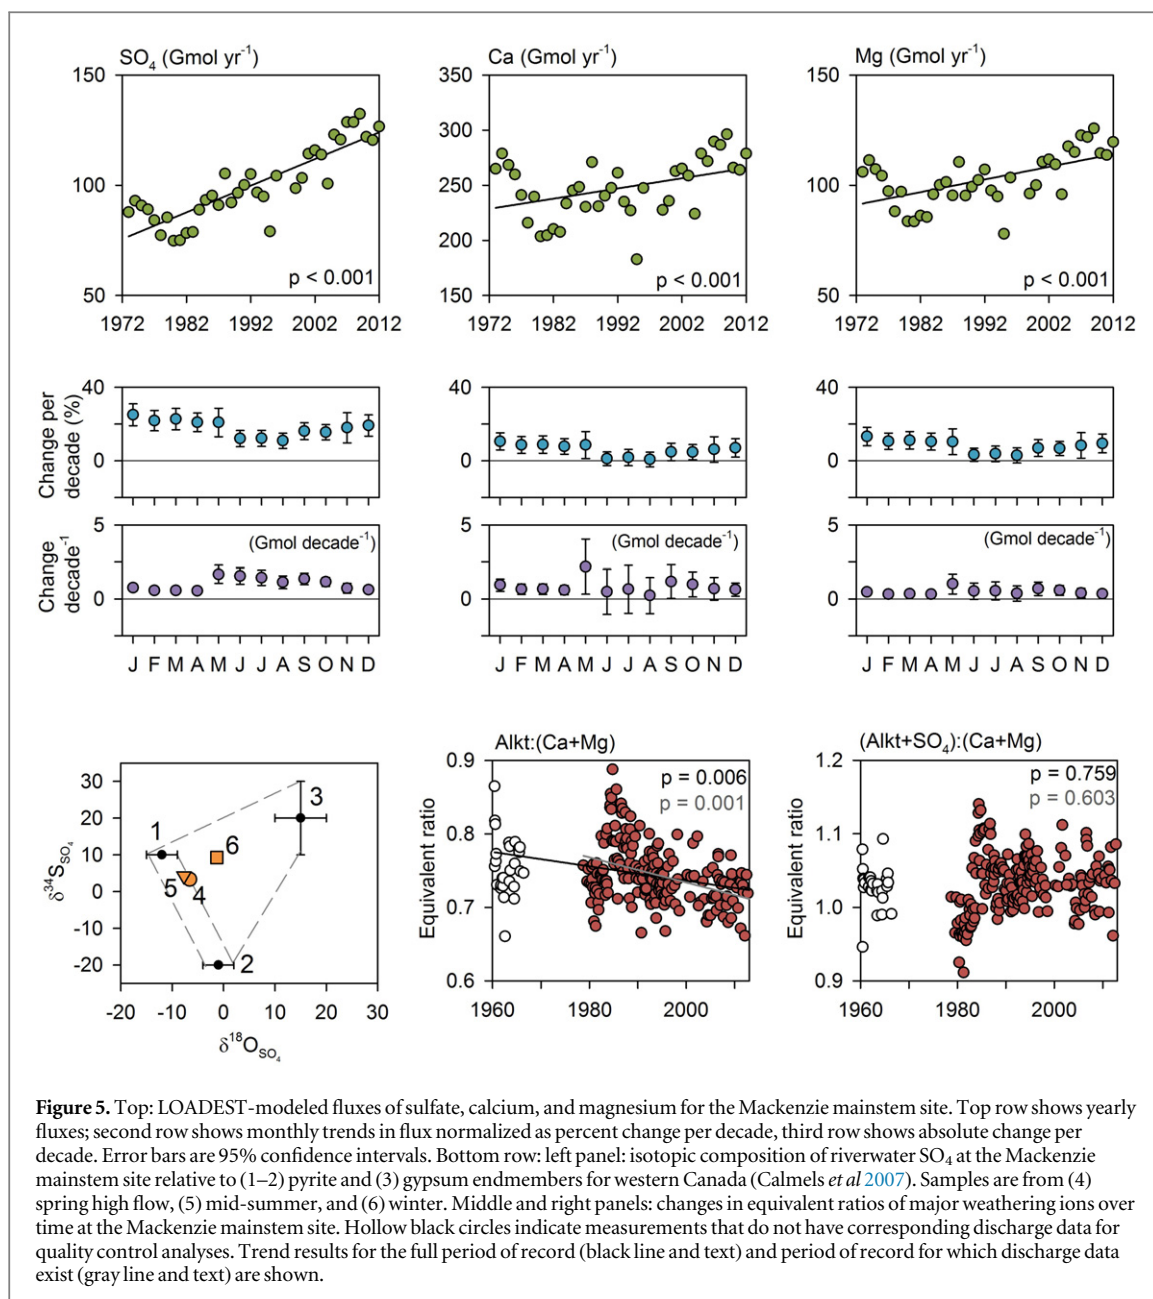 SO4 (Gmol yr-1)
Ca (Gmol yr-1)
Mg (Gmol yr-1)
150
100
50
p < 0.001
1972 1982 1992 2002 2012
350
300
250
200
150
p < 0.001
1972 1982 1992 2002 2012
150
100
50
p < 0.001
1972 1982 1992 2002 2012
Change per
decade (%)
40
0
40
0
40
0
Change
decade-1
5
0
5
0
5
0
(Gmol decade-1)
(Gmol decade-1)
(Gmol decade-1)
J F M A M J J A S O N D
J F M A M J J A S O N D
J F M A M J J A S O N D
δ34SSO4
30
20
10
0
-10
-20
1
2
3
4
5
6
-20 -10 0 10 20 30
δ18OSO4
Alkt:(Ca+Mg)
Equivalent ratio
0.9
0.8
0.7
0.6
p = 0.006
p = 0.001
1960 1980 2000
(Alkt+SO4):(Ca+Mg)
Equivalent ratio
1.2
1.1
1.0
0.9
p = 0.759
p = 0.603
1960 1980 2000
Figure 5. Top: LOADEST-modeled fluxes of sulfate, calcium, and magnesium for the Mackenzie mainstem site. Top row shows yearly
fluxes; second row shows monthly trends in flux normalized as percent change per decade, third row shows absolute change per
decade. Error bars are 95% confidence intervals. Bottom row: left panel: isotopic composition of riverwater SO4 at the Mackenzie
mainstem site relative to (1–2) pyrite and (3) gypsum endmembers for western Canada (Calmels et al 2007). Samples are from (4)
spring high flow, (5) mid-summer, and (6) winter. Middle and right panels: changes in equivalent ratios of major weathering ions over
time at the Mackenzie mainstem site. Hollow black circles indicate measurements that do not have corresponding discharge data for
quality control analyses. Trend results for the full period of record (black line and text) and period of record for which discharge data
exist (gray line and text) are shown.